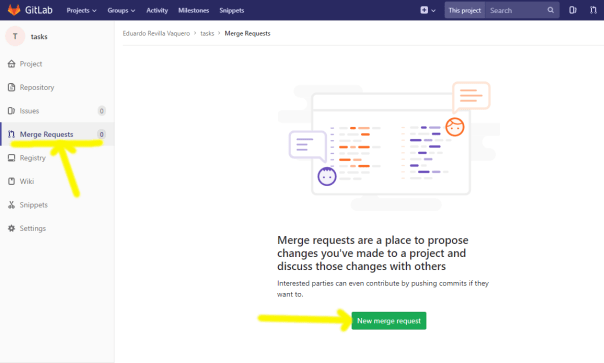 GitLab Projects Groups Activity Milestones Snippets This project Search
T tasks
Eduardo Revilla Vaquero > tasks > Merge Requests
Project
Repository
Issues 0
Merge Requests 0
Registry
Wiki
Snippets
Settings
Merge requests are a place to propose
changes you've made to a project and
discuss those changes with others
Interested parties can even contribute by pushing commits if they
want to.
New merge request